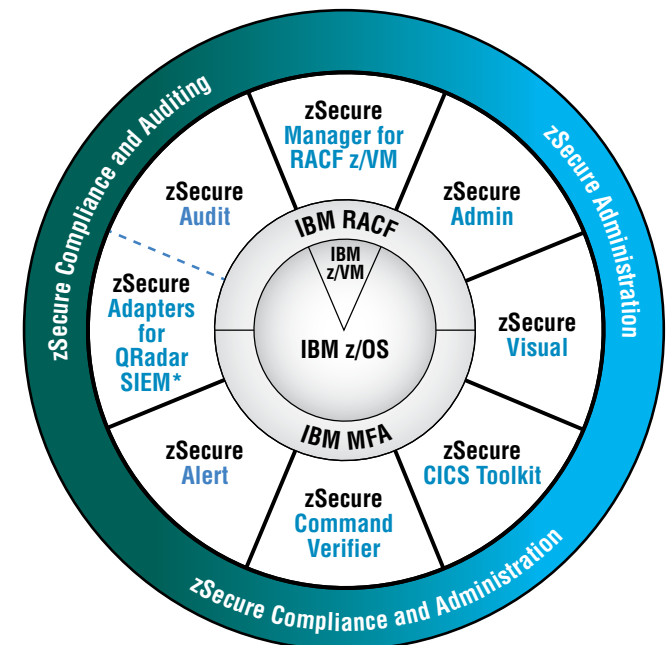 zSecure Compliance and Auditing
zSecure Administration
zSecure Compliance and Administration
zSecure
Manager for
RACF z/VM
zSecure
Admin
zSecure
Visual
zSecure
CICS Toolkit
zSecure
Command
Verifier
zSecure
Alert
zSecure
Adapters
for
QRadar
SIEM*
zSecure
Audit
IBM RACF
IBM
z/VM
IBM z/OS
IBM MFA